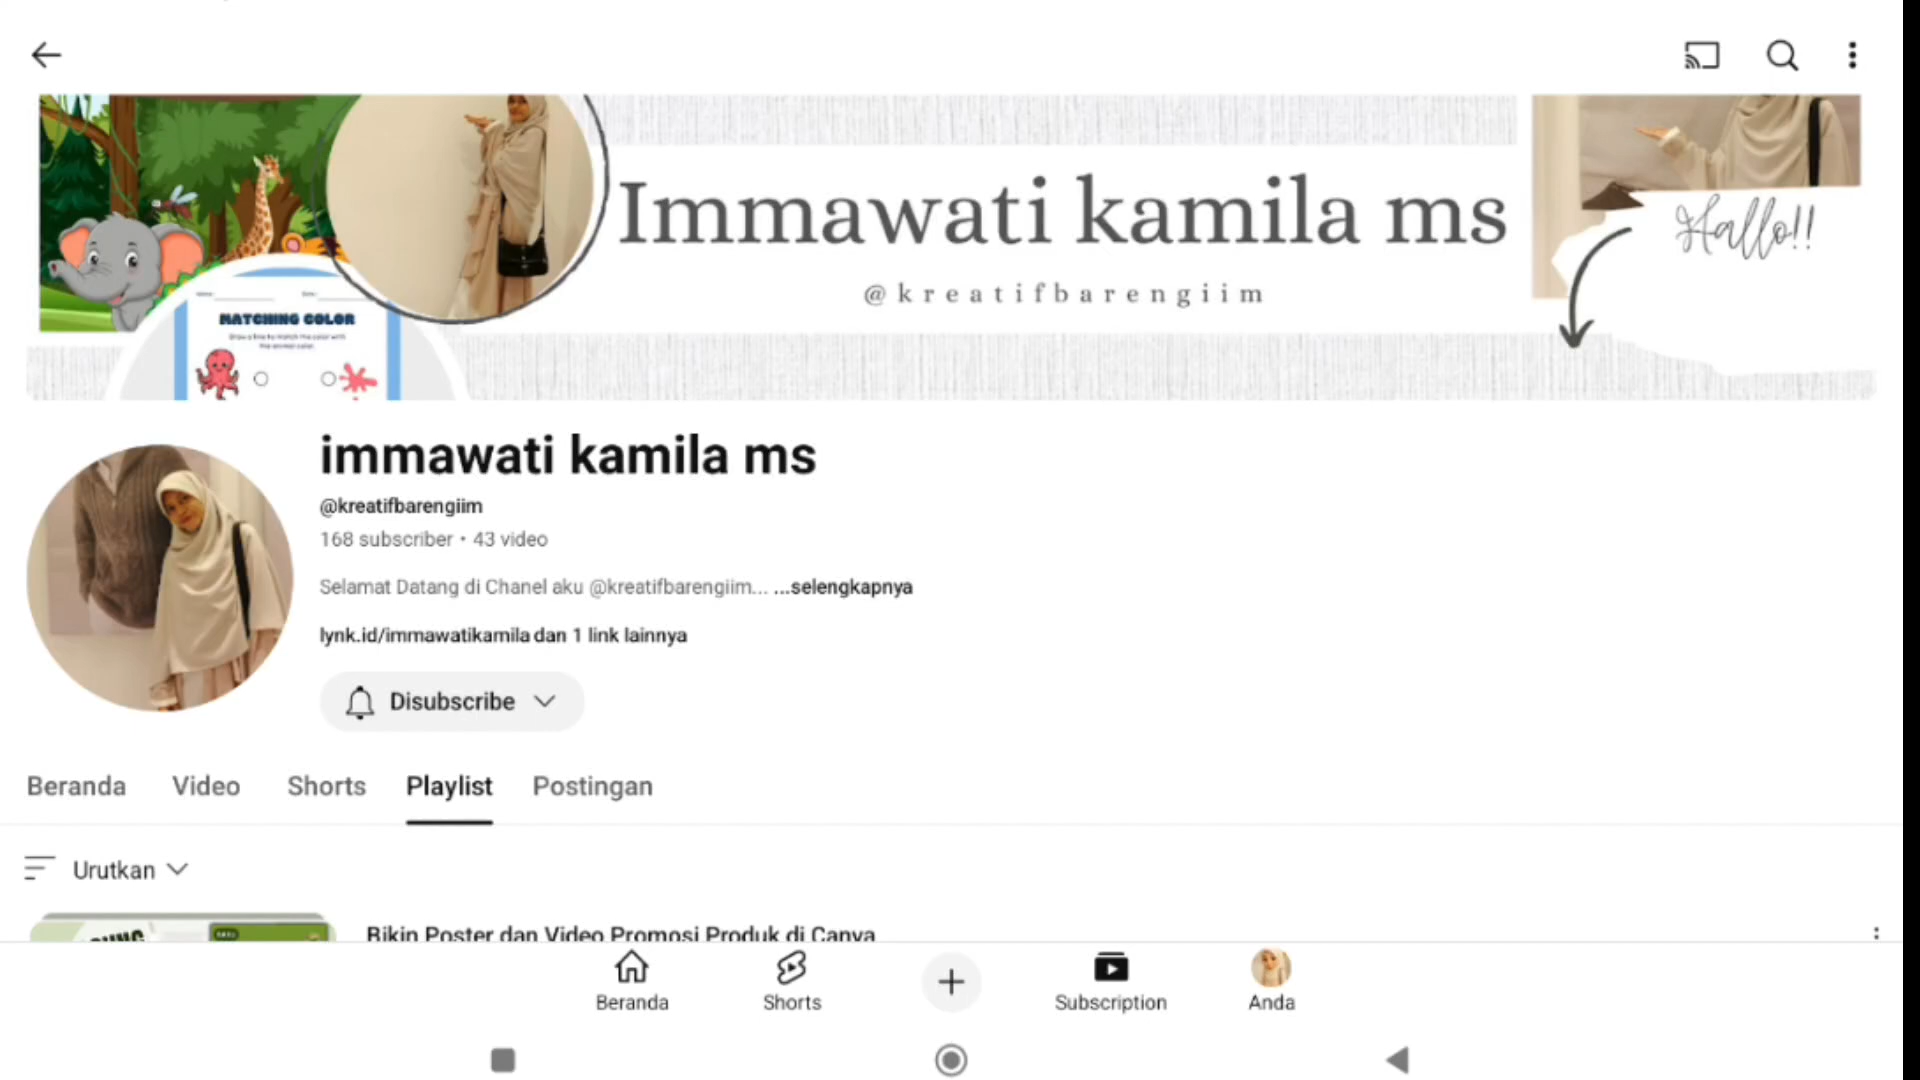 Immawati kamila ms
@kreatifbarengiim
Hallo!!
MATCHING COLOR
immawati kamila ms
@kreatifbarengiim
168 subscriber • 43 video
Selamat Datang di Chanel aku @kreatifbarengiim... ...selengkapnya
lynk.id/immawatikamila dan 1 link lainnya
Disubscribe
Beranda Video Shorts Playlist Postingan
Urutkan
Bikin Poster dan Video Promosi Produk di Canva
Beranda Shorts Subscription Anda